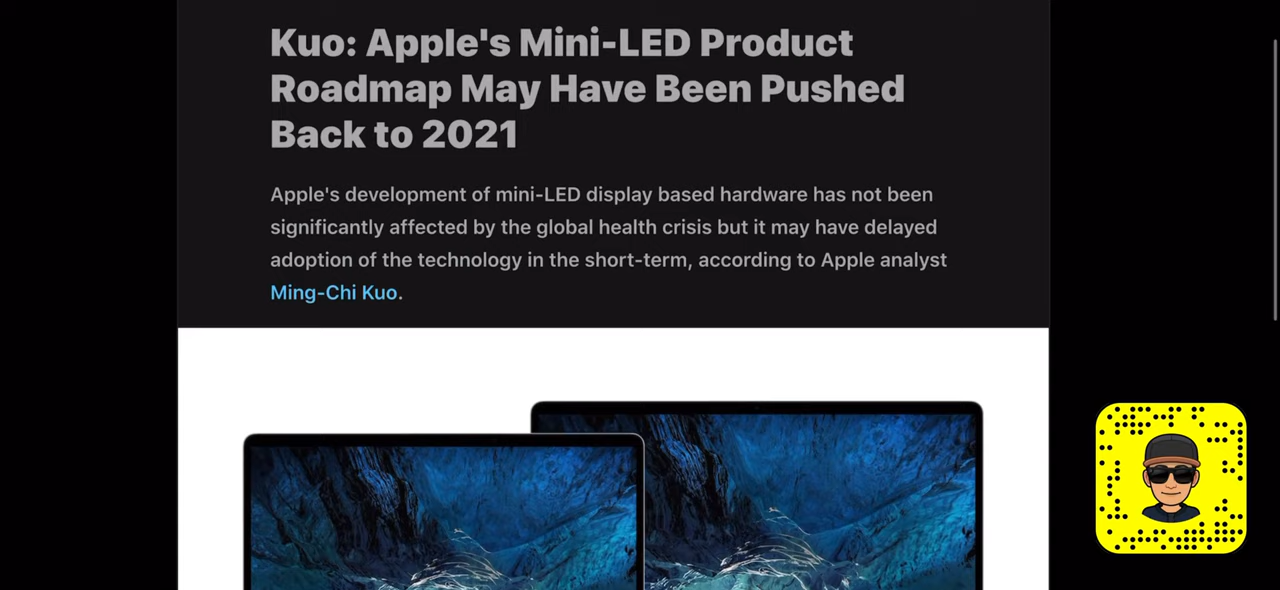 Kuo: Apple's Mini-LED Product
Roadmap May Have Been Pushed
Back to 2021
Apple's development of mini-LED display based hardware has not been
significantly affected by the global health crisis but it may have delayed
adoption of the technology in the short-term, according to Apple analyst
Ming-Chi Kuo.